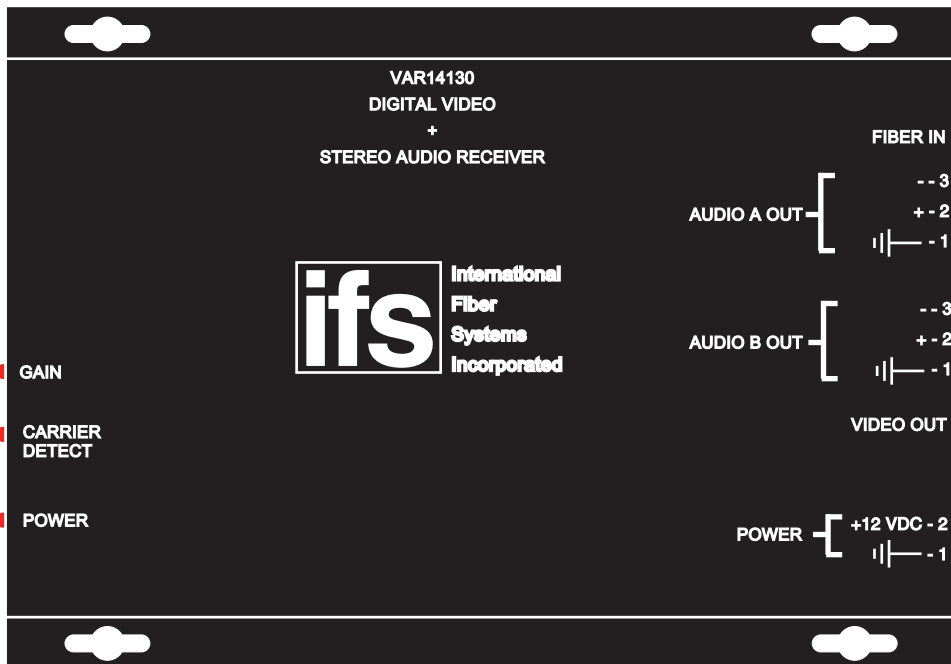 VAR14130
DIGITAL VIDEO
+
STEREO AUDIO RECEIVER
FIBER IN
- - 3
AUDIO A OUT
+ - 2
- 1
ifs
International
Fiber
Systems
Incorporated
- - 3
AUDIO B OUT
+ - 2
- 1
GAIN
CARRIER
DETECT
VIDEO OUT
POWER
POWER
+12 VDC - 2
- 1